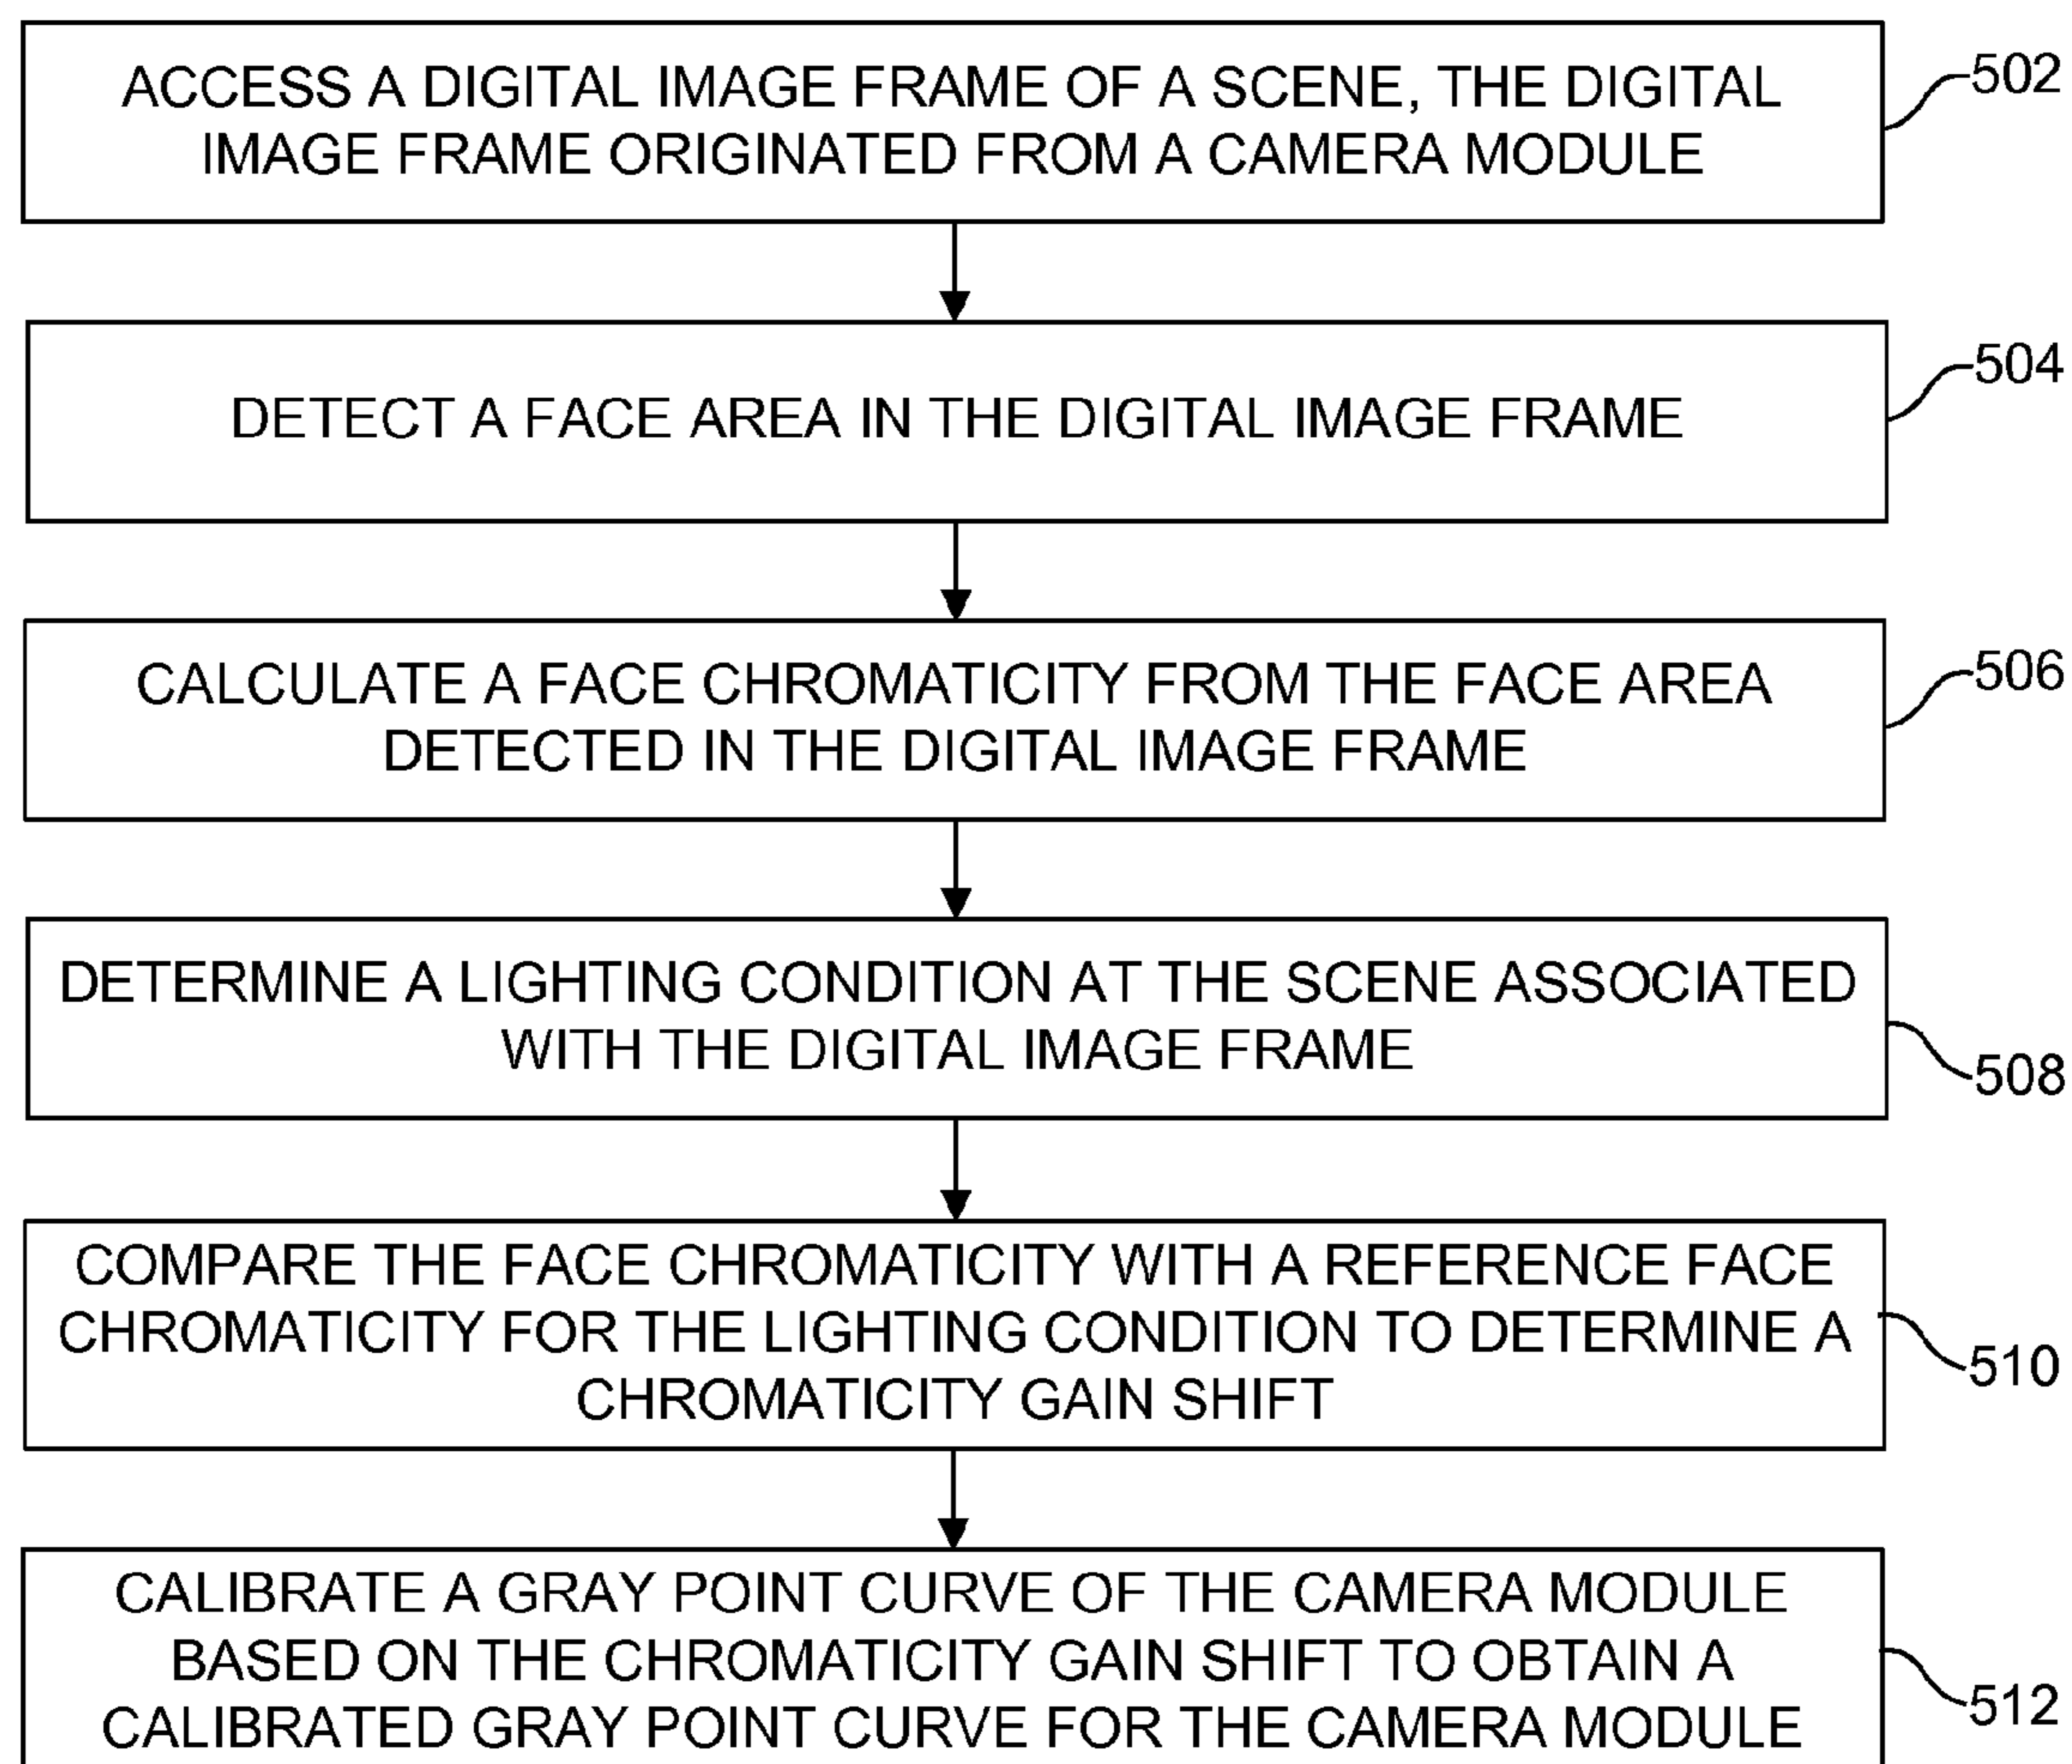 ACCESS A DIGITAL IMAGE FRAME OF A SCENE, THE DIGITAL
IMAGE FRAME ORIGINATED FROM A CAMERA MODULE
502
DETECT A FACE AREA IN THE DIGITAL IMAGE FRAME
504
CALCULATE A FACE CHROMATICITY FROM THE FACE AREA
DETECTED IN THE DIGITAL IMAGE FRAME
506
DETERMINE A LIGHTING CONDITION AT THE SCENE ASSOCIATED
WITH THE DIGITAL IMAGE FRAME
508
COMPARE THE FACE CHROMATICITY WITH A REFERENCE FACE
CHROMATICITY FOR THE LIGHTING CONDITION TO DETERMINE A
CHROMATICITY GAIN SHIFT
510
CALIBRATE A GRAY POINT CURVE OF THE CAMERA MODULE
BASED ON THE CHROMATICITY GAIN SHIFT TO OBTAIN A
CALIBRATED GRAY POINT CURVE FOR THE CAMERA MODULE
512